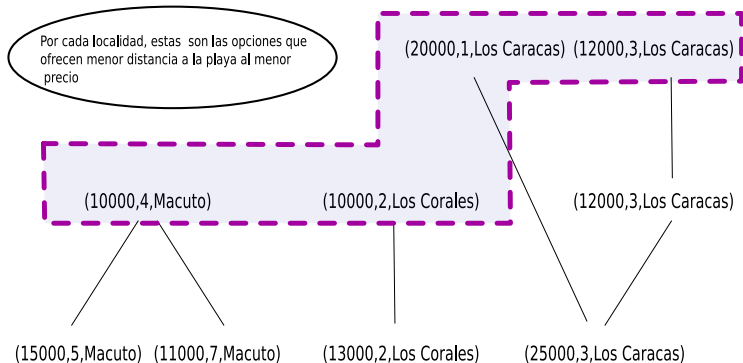 Por cada localidad, estas son las opciones que
ofrecen menor distancia a la playa al menor
precio
(20000,1,Los Caracas) (12000,3,Los Caracas)
(10000,4,Macuto) (10000,2,Los Corales) (12000,3,Los Caracas)
(15000,5,Macuto) (11000,7,Macuto) (13000,2,Los Corales) (25000,3,Los Caracas)